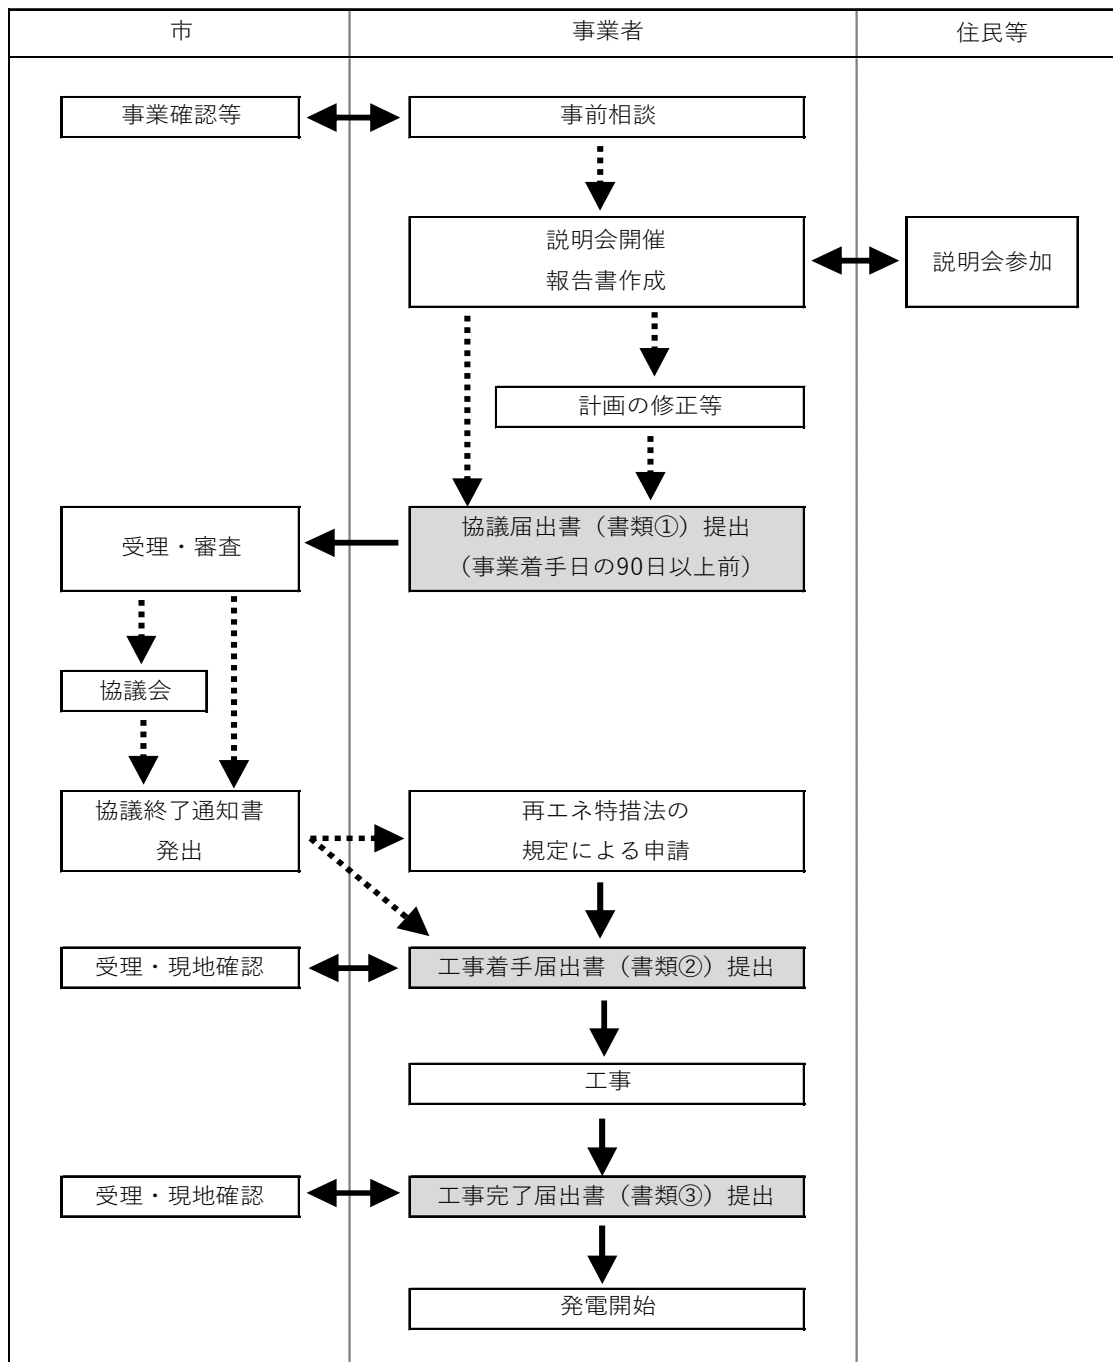 市
事業者
住民等
事業確認等
事前相談
説明会開催
報告書作成
説明会参加
計画の修正等
協議届出書（書類①）提出
（事業着手日の90日以上前）
受理・審査
協議会
協議終了通知書
発出
再エネ特措法の
規定による申請
受理・現地確認
工事着手届出書（書類②）提出
工事
受理・現地確認
工事完了届出書（書類③）提出
発電開始